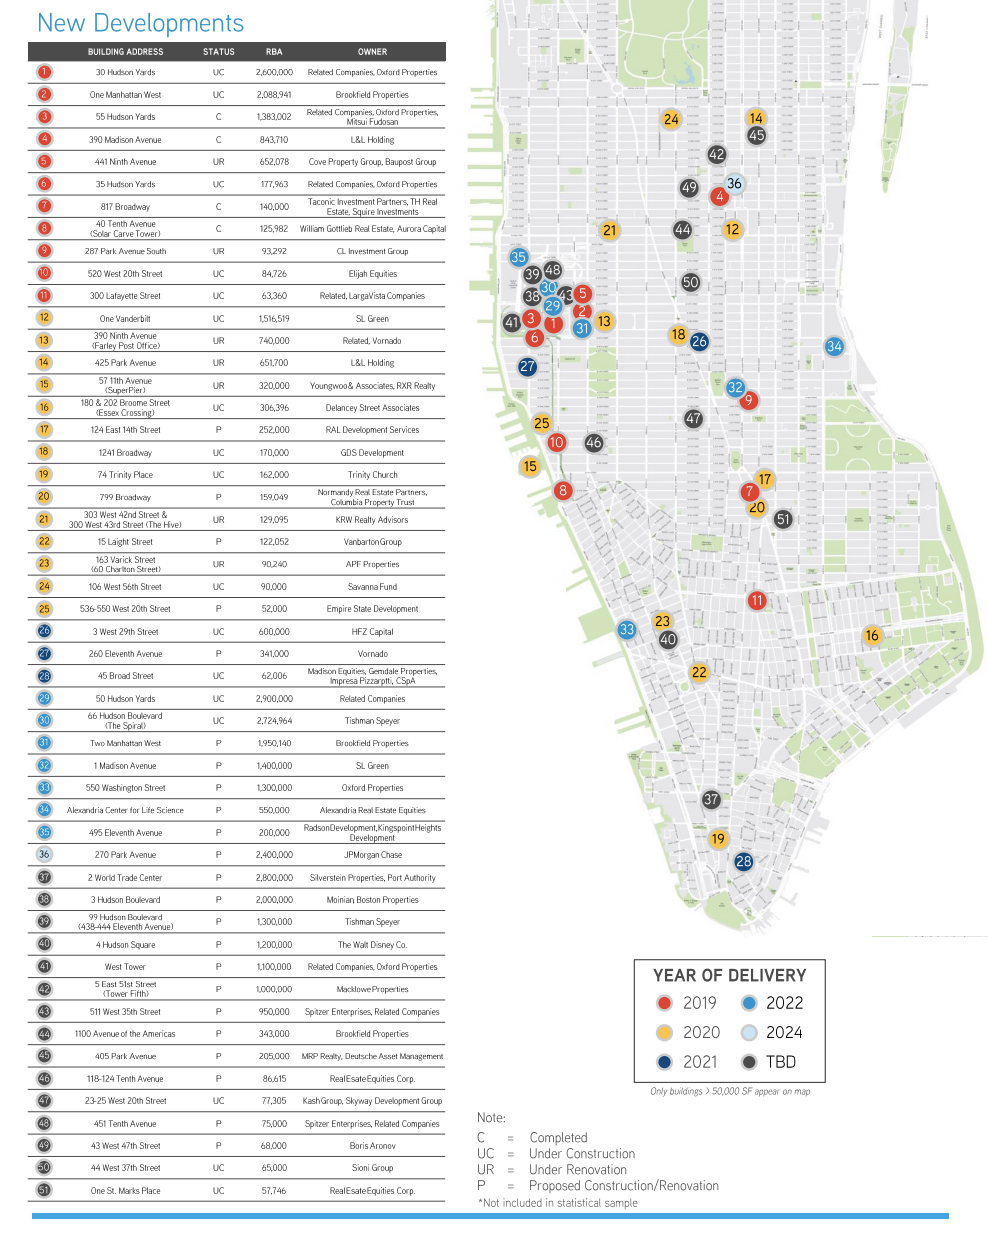 New Developments
BUILDING ADDRESS STATUS RBA OWNER
1 30 Hudson Yards UC 2,600,000 Related Companies, Oxford Properties
2 One Manhattan West UC 2,088,941 Brookfield Properties
3 55 Hudson Yards C 1,383,002 Related Companies, Oxford Properties,
Mitsui Fudosan
4 390 Madison Avenue C 843,710 L&L Holding
5 441 Ninth Avenue UR 652,078 Cove Property Group, Baupost Group
6 35 Hudson Yards UC 177,963 Related Companies, Oxford Properties
7 817 Broadway C 140,000 Taconic Investment Partners, TH Real
Estate, Squire Investments
8 40 Tenth Avenue
(Solar Carve Tower) C 125,982 William Gottlieb Real Estate, Aurora Capital
9 287 Park Avenue South UR 93,292 CL Investment Group
10 520 West 20th Street UC 84,726 Elijah Equities
11 300 Lafayette Street UC 63,360 Related, LargaVista Companies
12 One Vanderbilt UC 1,516,519 SL Green
13 390 Ninth Avenue
(Farley Post Office) UR 740,000 Related, Vornado
14 425 Park Avenue UR 651,700 L&L Holding
15 57 11th Avenue
(SuperPier) UR 320,000 Youngwoo & Associates, RXR Realty
16 180 & 202 Broome Street
(Essex Crossing) UC 306,396 Delancey Street Associates
17 124 East 14th Street P 252,000 RAL Development Services
18 1241 Broadway UC 170,000 GDS Development
19 74 Trinity Place UC 162,000 Trinity Church
20 799 Broadway P 159,049 Normandy Real Estate Partners,
Columbia Property Trust
21 303 West 42nd Street &
300 West 43rd Street (The Hive) UR 129,095 KRW Realty Advisors
22 15 Laight Street P 122,052 Vanbarton Group
23 163 Varick Street
(60 Charlton Street) UR 90,240 APF Properties
24 106 West 56th Street UC 90,000 Savanna Fund
25 536-550 West 20th Street P 52,000 Empire State Development
26 3 West 29th Street UC 600,000 HFZ Capital
27 260 Eleventh Avenue P 341,000 Vornado
28 45 Broad Street UC 62,006 Madison Equities, Gemdale Properties,
Impresa Pizzarptti, CSpA
29 50 Hudson Yards UC 2,900,000 Related Companies
30 66 Hudson Boulevard
(The Spiral) UC 2,724,964 Tishman Speyer
31 Two Manhattan West P 1,950,140 Brookfield Properties
32 1 Madison Avenue P 1,400,000 SL Green
33 550 Washington Street P 1,300,000 Oxford Properties
34 Alexandria Center for Life Science P 550,000 Alexandria Real Estate Equities
35 495 Eleventh Avenue P 200,000 Radson Development, Kingspoint Heights
Development
36 270 Park Avenue P 2,400,000 JPMorgan Chase
37 2 World Trade Center P 2,800,000 Silverstein Properties, Port Authority
38 3 Hudson Boulevard P 2,000,000 Moinian, Boston Properties
39 99 Hudson Boulevard
(438-444 Eleventh Avenue) P 1,300,000 Tishman Speyer
40 4 Hudson Square P 1,200,000 The Walt Disney Co.
41 West Tower P 1,100,000 Related Companies, Oxford Properties
42 5 East 51st Street
(Tower Fifth) P 1,000,000 Macklowe Properties
43 511 West 35th Street P 950,000 Spitzer Enterprises, Related Companies
44 1100 Avenue of the Americas P 343,000 Brookfield Properties
45 405 Park Avenue P 205,000 MRP Realty, Deutsche Asset Management
46 118-124 Tenth Avenue P 86,615 Real Esate Equities Corp.
47 23-25 West 20th Street UC 77,305 Kash Group, Skyway Development Group
48 451 Tenth Avenue P 75,000 Spitzer Enterprises, Related Companies
49 43 West 47th Street P 68,000 Boris Aronov
50 44 West 37th Street UC 65,000 Sioni Group
51 One St. Marks Place UC 57,746 Real Esate Equities Corp.
24 14
45
42
49 36
4
21 44 12
35
39 48
30 50
38 43 5
29 2
41 3 1 31 13
6 18 26 34
27
32
9
25 47
10 46
15
8 17
7
20
51
11
33 23
40 16
22
37
19
28
YEAR OF DELIVERY
2019 2022
2020 2024
2021 TBD
Only buildings > 50,000 SF appear on map
Note:
C = Completed
UC = Under Construction
UR = Under Renovation
P = Proposed Construction/Renovation
*Not included in statistical sample